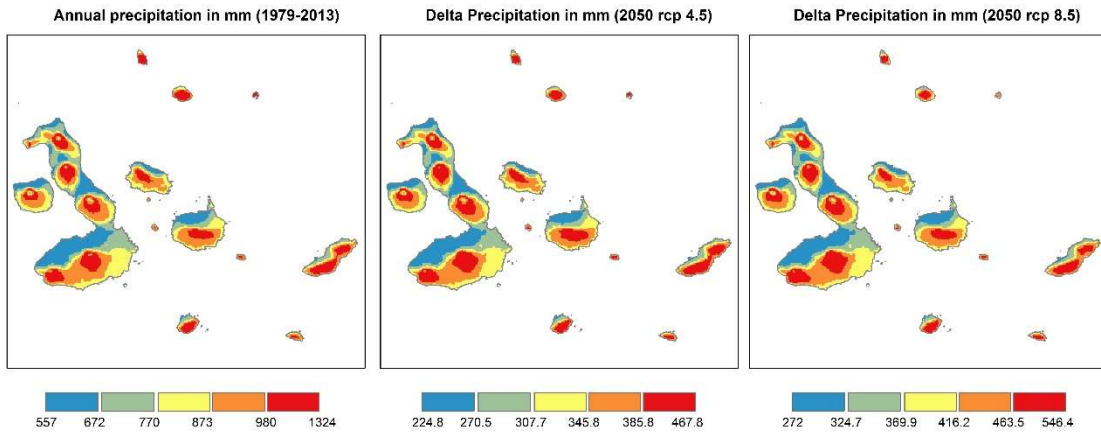 Annual precipitation in mm (1979-2013)
Delta Precipitation in mm (2050 rcp 4.5)
Delta Precipitation in mm (2050 rcp 8.5)
557 672 770 873 980 1324
224.8 270.5 307.7 345.8 385.8 467.8
272 324.7 369.9 416.2 463.5 546.4